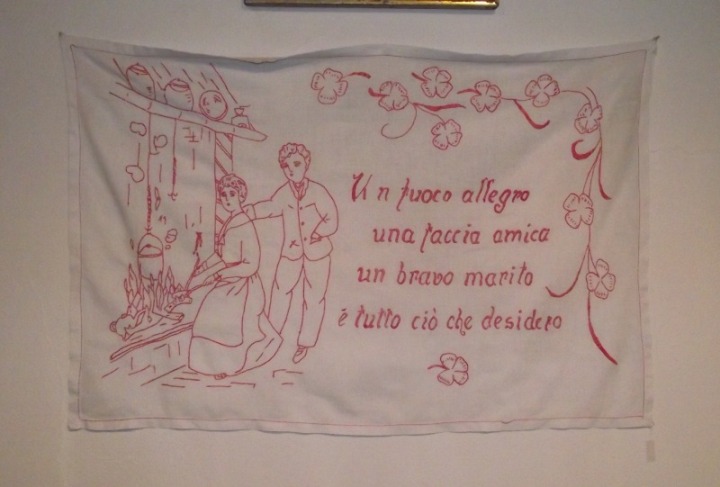 Un fuoco allegro
una faccia amica
un bravo marito
é tutto ciò che desidero